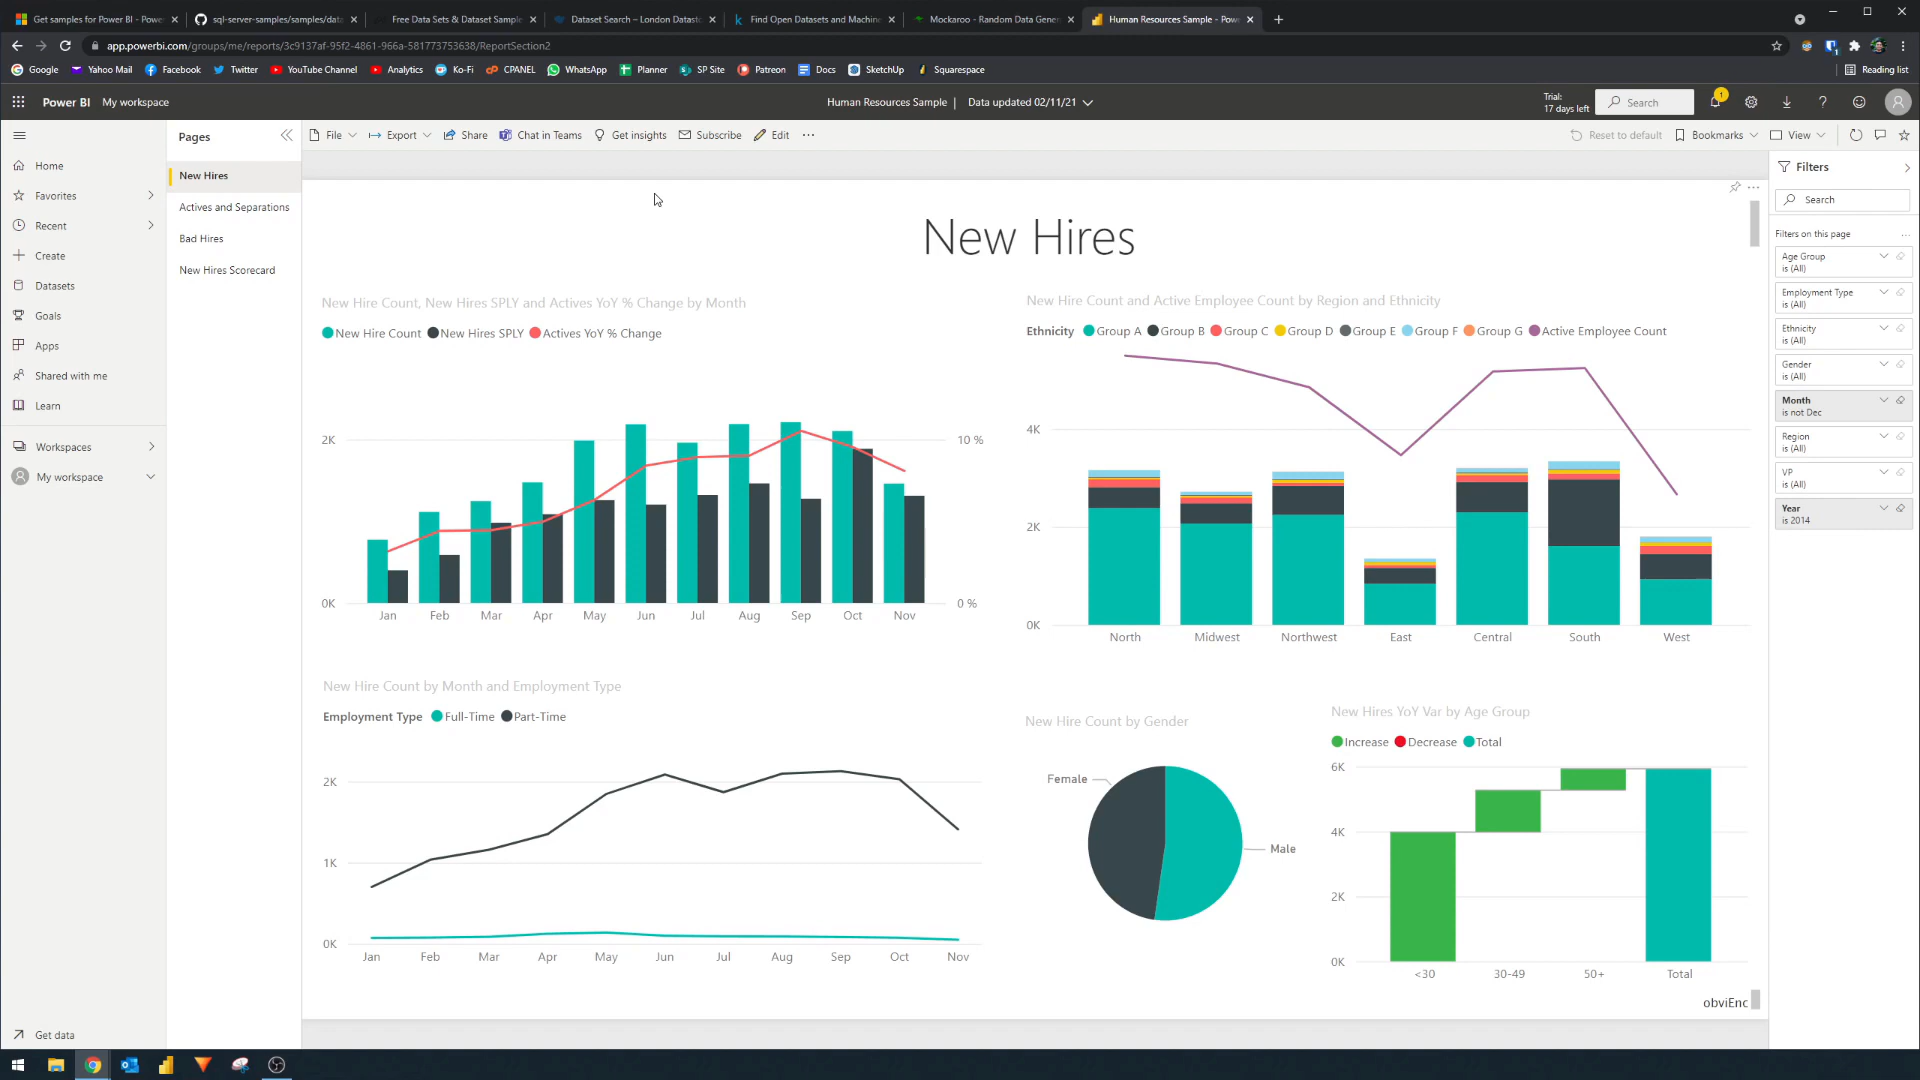 Get samples for Power BI - Powe
sql-server-samples/samples/data
Free Data Sets & Dataset Sample
Dataset Search – London Datasto
Find Open Datasets and Machine
Mockaroo - Random Data Gener
Human Resources Sample - Powe
app.powerbi.com/groups/me/reports/3c9137af-95f2-4861-966a-581773753638/ReportSection2
Google
Yahoo Mail
Facebook
Twitter
YouTube Channel
Analytics
Ko-Fi
CPANEL
WhatsApp
Planner
SP Site
Patreon
Docs
SketchUp
Squarespace
Reading list
Power BI
My workspace
Human Resources Sample | Data updated 02/11/21
Trial:
17 days left
Search
1
Home
Favorites
Recent
Create
Datasets
Goals
Apps
Shared with me
Learn
Workspaces
My workspace
Get data
Pages
New Hires
Actives and Separations
Bad Hires
New Hires Scorecard
File
Export
Share
Chat in Teams
Get insights
Subscribe
Edit
Reset to default
Bookmarks
View
New Hires
New Hire Count, New Hires SPLY and Actives YoY % Change by Month
New Hire Count New Hires SPLY Actives YoY % Change
2K
0K
10 %
0 %
Jan Feb Mar Apr May Jun Jul Aug Sep Oct Nov
New Hire Count and Active Employee Count by Region and Ethnicity
Ethnicity Group A Group B Group C Group D Group E Group F Group G Active Employee Count
4K
2K
0K
North Midwest Northwest East Central South West
New Hire Count by Month and Employment Type
Employment Type Full-Time Part-Time
2K
1K
0K
Jan Feb Mar Apr May Jun Jul Aug Sep Oct Nov
New Hire Count by Gender
Female
Male
New Hires YoY Var by Age Group
Increase Decrease Total
6K
4K
2K
0K
<30 30-49 50+ Total
obviEnc
Filters
Search
Filters on this page
Age Group
is (All)
Employment Type
is (All)
Ethnicity
is (All)
Gender
is (All)
Month
is not Dec
Region
is (All)
VP
is (All)
Year
is 2014